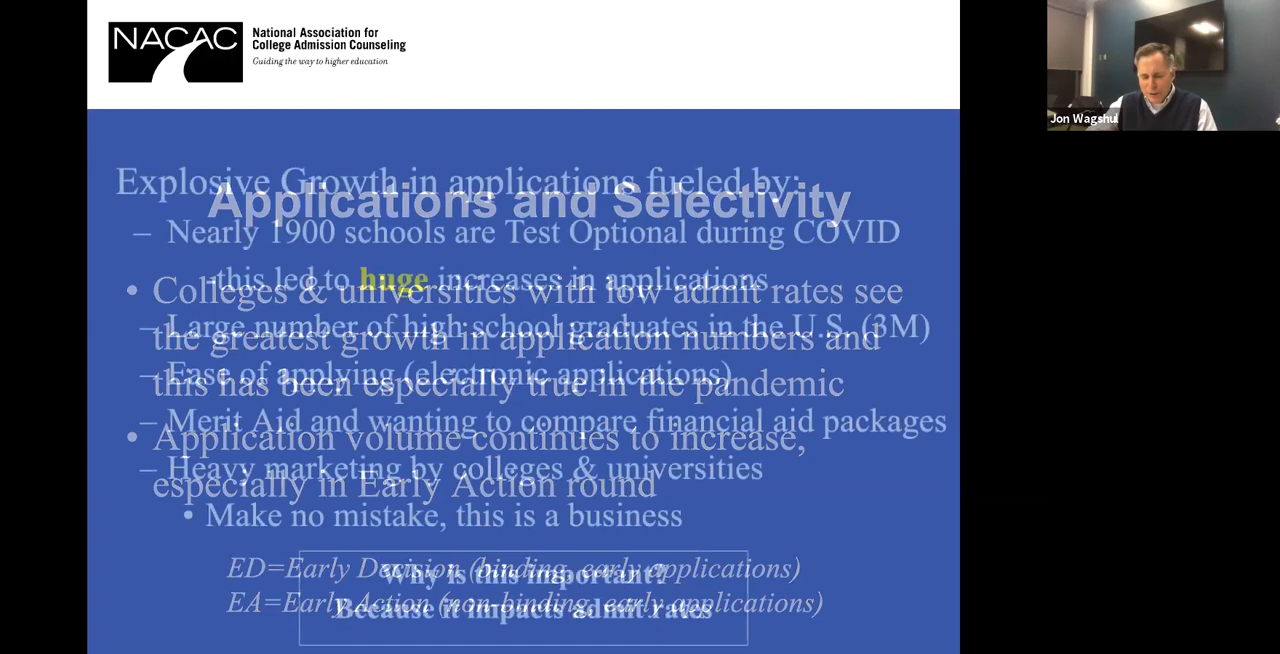 NACAC
National Association for
College Admission Counseling
Guiding the way to higher education
Jon Wagshul
Applications and Selectivity
• Colleges & universities with low admit rates see
the greatest growth in application numbers and
this has been especially true in the pandemic
• Application volume continues to increase,
especially in Early Action round
ED=Early Decision (binding, early applications)
EA=Early Action (non-binding, early applications)
Explosive Growth in applications fueled by:
– Nearly 1900 schools are Test Optional during COVID
-this led to huge increases in applications
– Large number of high school graduates in the U.S. (3M)
– Ease of applying (electronic applications)
– Merit Aid and wanting to compare financial aid packages
– Heavy marketing by colleges & universities
• Make no mistake, this is a business
Why is this important?
Because it impacts admit rates